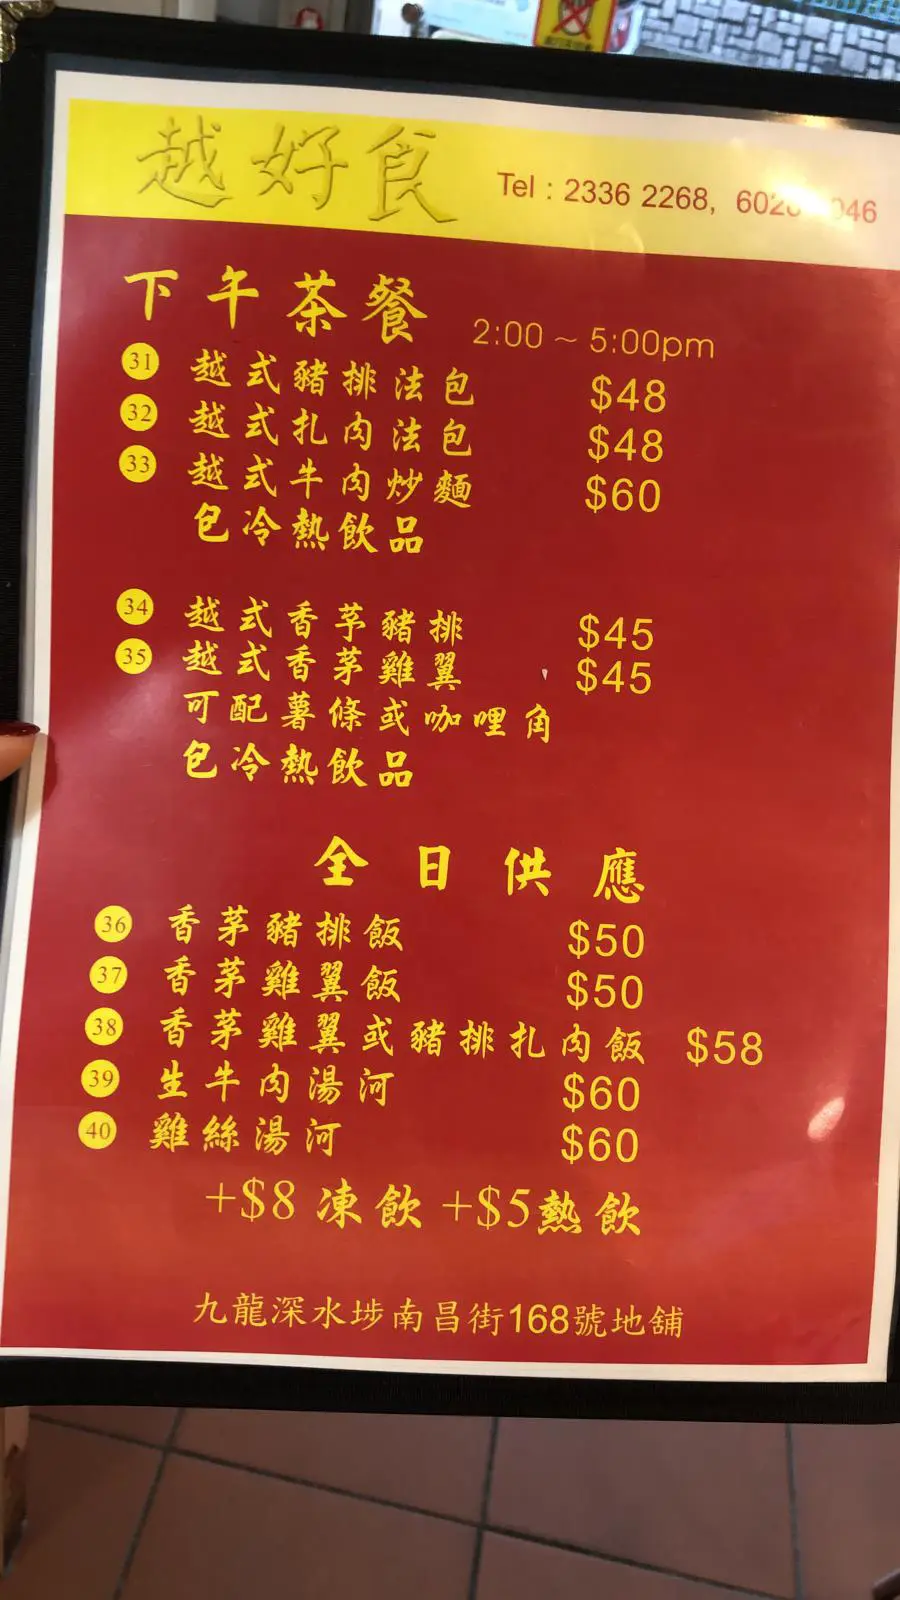 越好食
Tel : 2336 2268,
下午茶餐 2:00 ~ 5:00pm
31 越式豬排法包 $48
32 越式扎肉法包 $48
33 越式牛肉炒麵 $60
包冷熱飲品
34 越式香芧豬排 $45
35 越式香茅雞翼 $45
可配薯條或咖哩角
包冷熱飲品
全日供應
36 香茅豬排飯 $50
37 香茅雞翼飯 $50
38 香茅雞翼或豬排扎肉飯 $58
39 生牛肉湯河 $60
40 雞絲湯河 $60
+$8 凍飲 +$5熱飲
九龍深水埗南昌街168號地舖